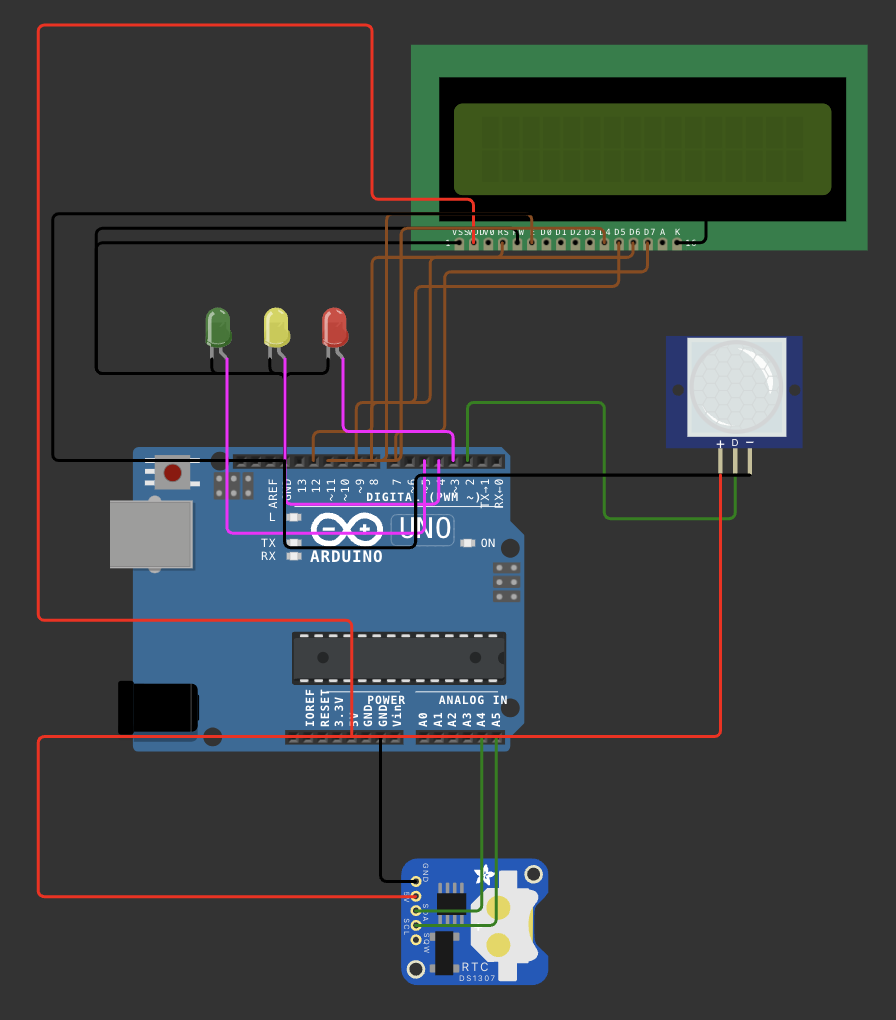 VSS VDD V0 RS RW E D0 D1 D2 D3 D4 D5 D6 D7 A K
1 16
+ D −
AREF GND 13 12 ~11 ~10 ~9 8 7 ~6 ~5 4 ~3 2 TX→1 RX←0
DIGITAL (PWM ~)
L
UNO
TX
RX
ON
ARDUINO
IOREF RESET 3.3V 5V GND GND Vin
POWER
A0 A1 A2 A3 A4 A5
ANALOG IN
GND
5V
SDA
SCL
SQW
RTC
DS1307